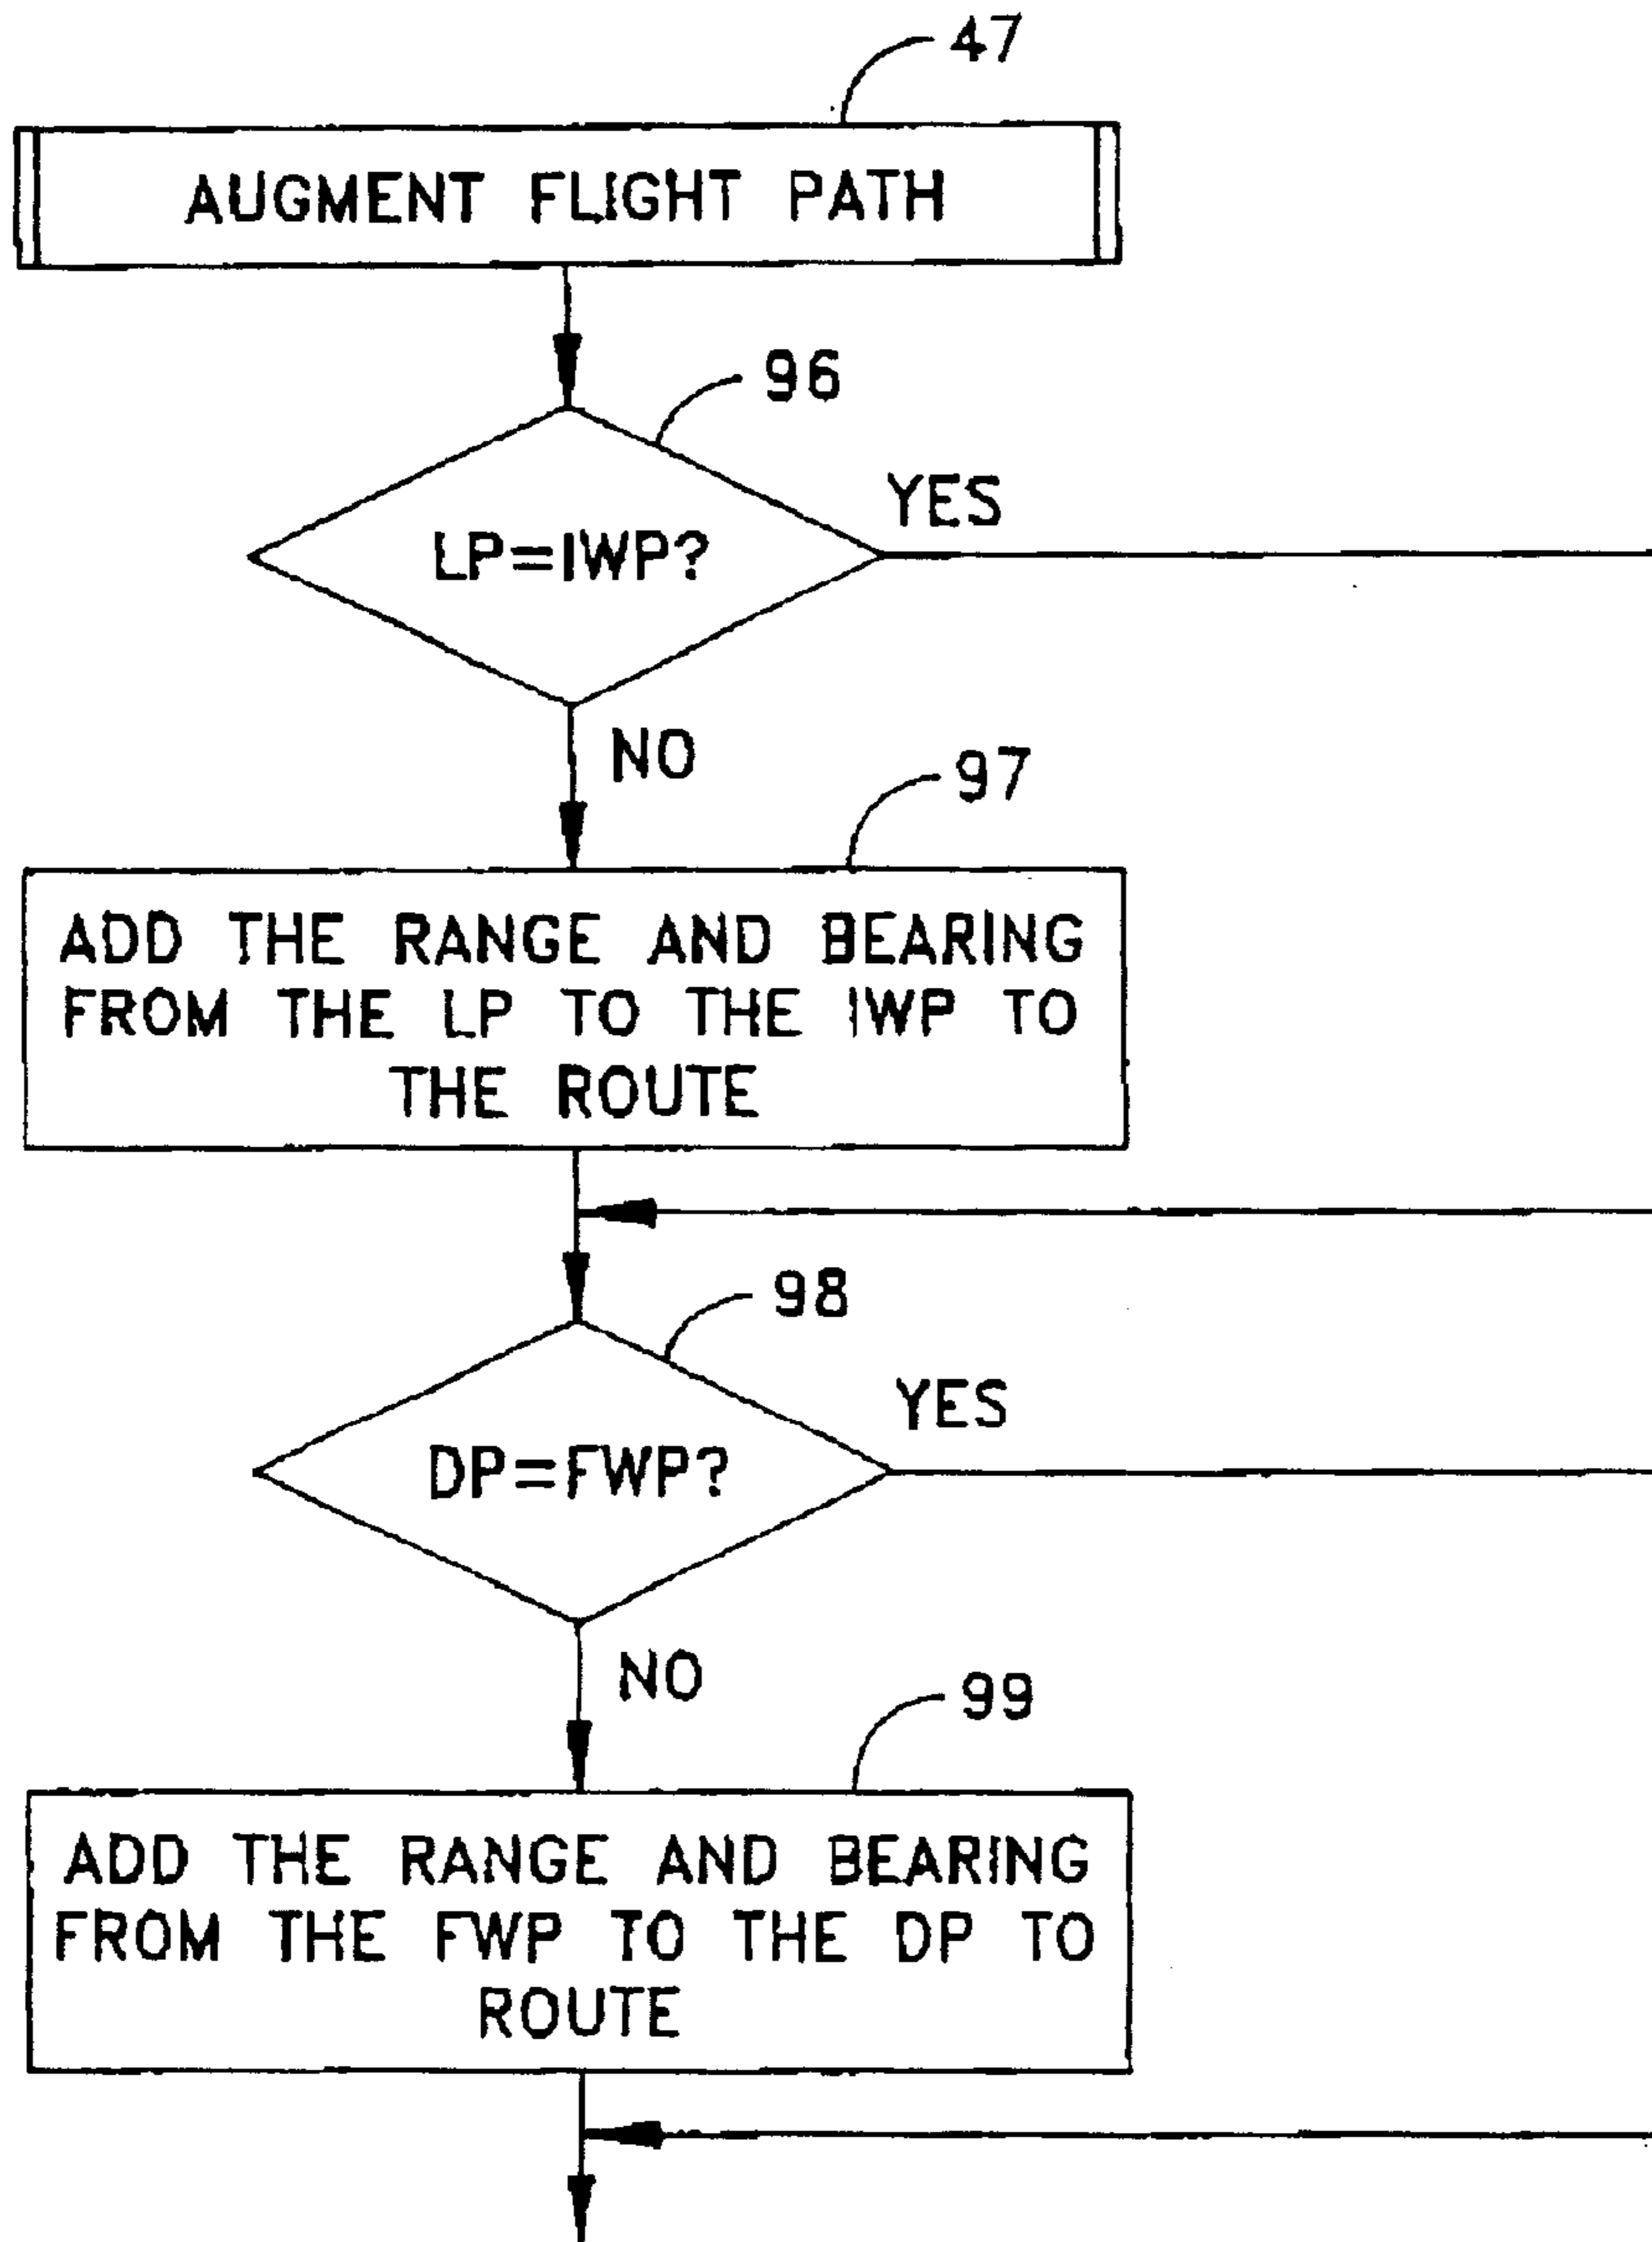 47
AUGMENT FLIGHT PATH
96
YES
LP=IWP?
NO
97
ADD THE RANGE AND BEARING
FROM THE LP TO THE IWP TO
THE ROUTE
98
YES
DP=FWP?
NO
99
ADD THE RANGE AND BEARING
FROM THE FWP TO THE DP TO
ROUTE